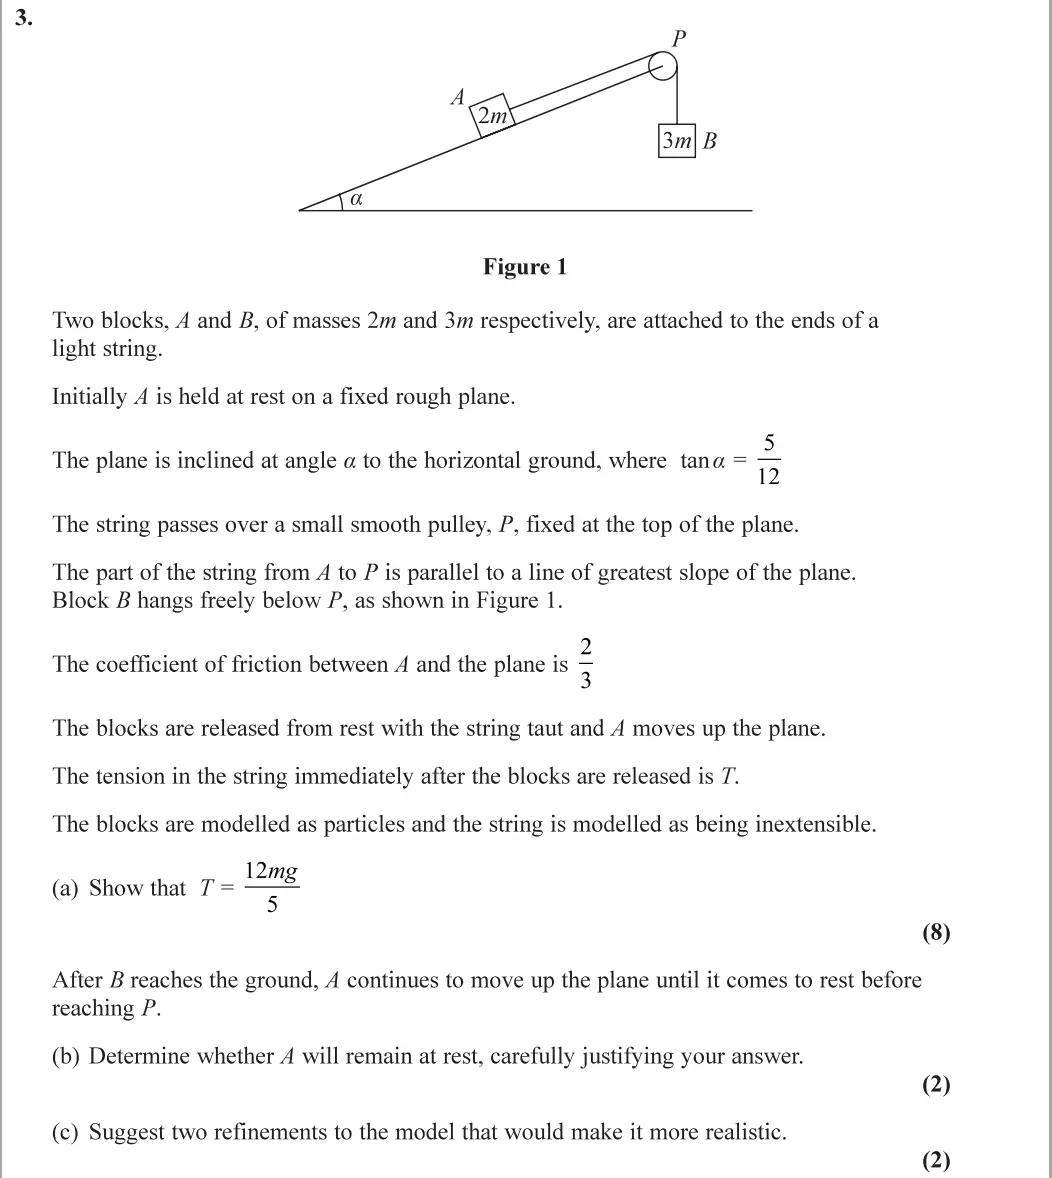 3.
P
A
2m
3m B
α
Figure 1
Two blocks, A and B, of masses 2m and 3m respectively, are attached to the ends of a
light string.
Initially A is held at rest on a fixed rough plane.
The plane is inclined at angle α to the horizontal ground, where tan α = 5/12
The string passes over a small smooth pulley, P, fixed at the top of the plane.
The part of the string from A to P is parallel to a line of greatest slope of the plane.
Block B hangs freely below P, as shown in Figure 1.
The coefficient of friction between A and the plane is 2/3
The blocks are released from rest with the string taut and A moves up the plane.
The tension in the string immediately after the blocks are released is T.
The blocks are modelled as particles and the string is modelled as being inextensible.
(a) Show that T = 12mg/5
(8)
After B reaches the ground, A continues to move up the plane until it comes to rest before
reaching P.
(b) Determine whether A will remain at rest, carefully justifying your answer.
(2)
(c) Suggest two refinements to the model that would make it more realistic.
(2)